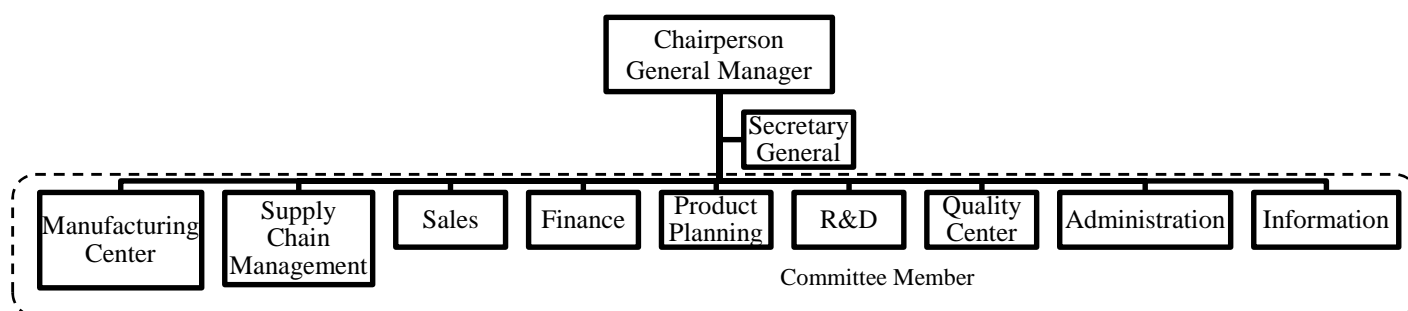 Chairperson
General Manager
Secretary
General
Manufacturing
Center
Supply
Chain
Management
Sales
Finance
Product
Planning
R&D
Quality
Center
Administration
Information
Committee Member